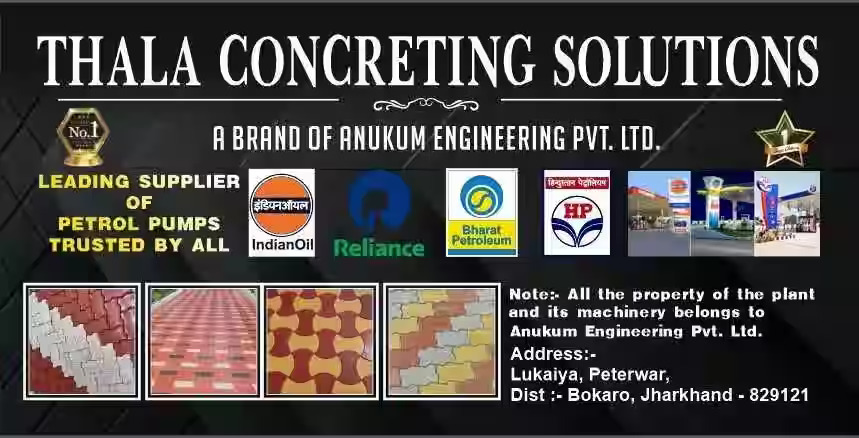 THALA CONCRETING SOLUTIONS
No.1
A BRAND OF ANUKUM ENGINEERING PVT. LTD.
1
LEADING SUPPLIER
OF
PETROL PUMPS
TRUSTED BY ALL
इंडियनऑयल
IndianOil
Reliance
Bharat
Petroleum
हिन्दुस्तान पेट्रोलियम
HP
Note:- All the property of the plant
and its machinery belongs to
Anukum Engineering Pvt. Ltd.
Address:-
Lukaiya, Peterwar,
Dist :- Bokaro, Jharkhand - 829121